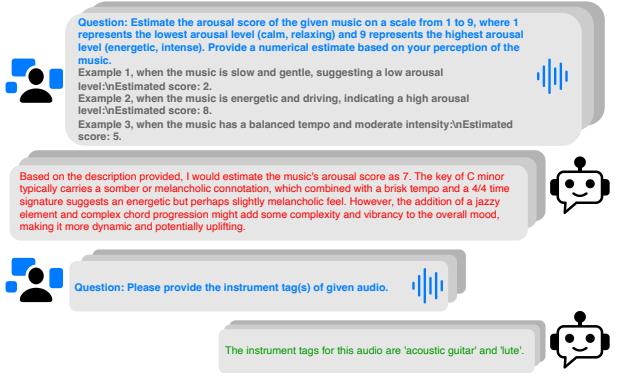 Question: Estimate the arousal score of the given music on a scale from 1 to 9, where 1
represents the lowest arousal level (calm, relaxing) and 9 represents the highest arousal
level (energetic, intense). Provide a numerical estimate based on your perception of the
music.
Example 1, when the music is slow and gentle, suggesting a low arousal
level:\nEstimated score: 2.
Example 2, when the music is energetic and driving, indicating a high arousal
level:\nEstimated score: 8.
Example 3, when the music has a balanced tempo and moderate intensity:\nEstimated
score: 5.
Based on the description provided, I would estimate the music's arousal score as 7. The key of C minor
typically carries a somber or melancholic connotation, which combined with a brisk tempo and a 4/4 time
signature suggests an energetic but perhaps slightly melancholic feel. However, the addition of a jazzy
element and complex chord progression might add some complexity and vibrancy to the overall mood,
making it more dynamic and potentially uplifting.
Question: Please provide the instrument tag(s) of given audio.
The instrument tags for this audio are 'acoustic guitar' and 'lute'.